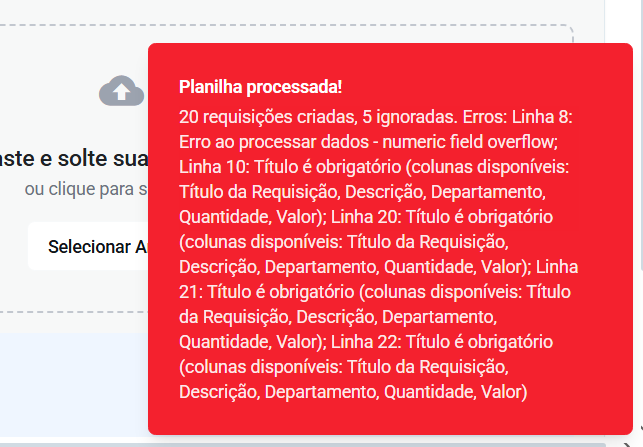 Planilha processada!
20 requisições criadas, 5 ignoradas. Erros: Linha 8:
Erro ao processar dados - numeric field overflow;
Linha 10: Título é obrigatório (colunas disponíveis:
Título da Requisição, Descrição, Departamento,
Quantidade, Valor); Linha 20: Título é obrigatório
(colunas disponíveis: Título da Requisição,
Descrição, Departamento, Quantidade, Valor); Linha
21: Título é obrigatório (colunas disponíveis: Título
da Requisição, Descrição, Departamento,
Quantidade, Valor); Linha 22: Título é obrigatório
(colunas disponíveis: Título da Requisição,
Descrição, Departamento, Quantidade, Valor)
aste e solte sua
ou clique para s
Selecionar A